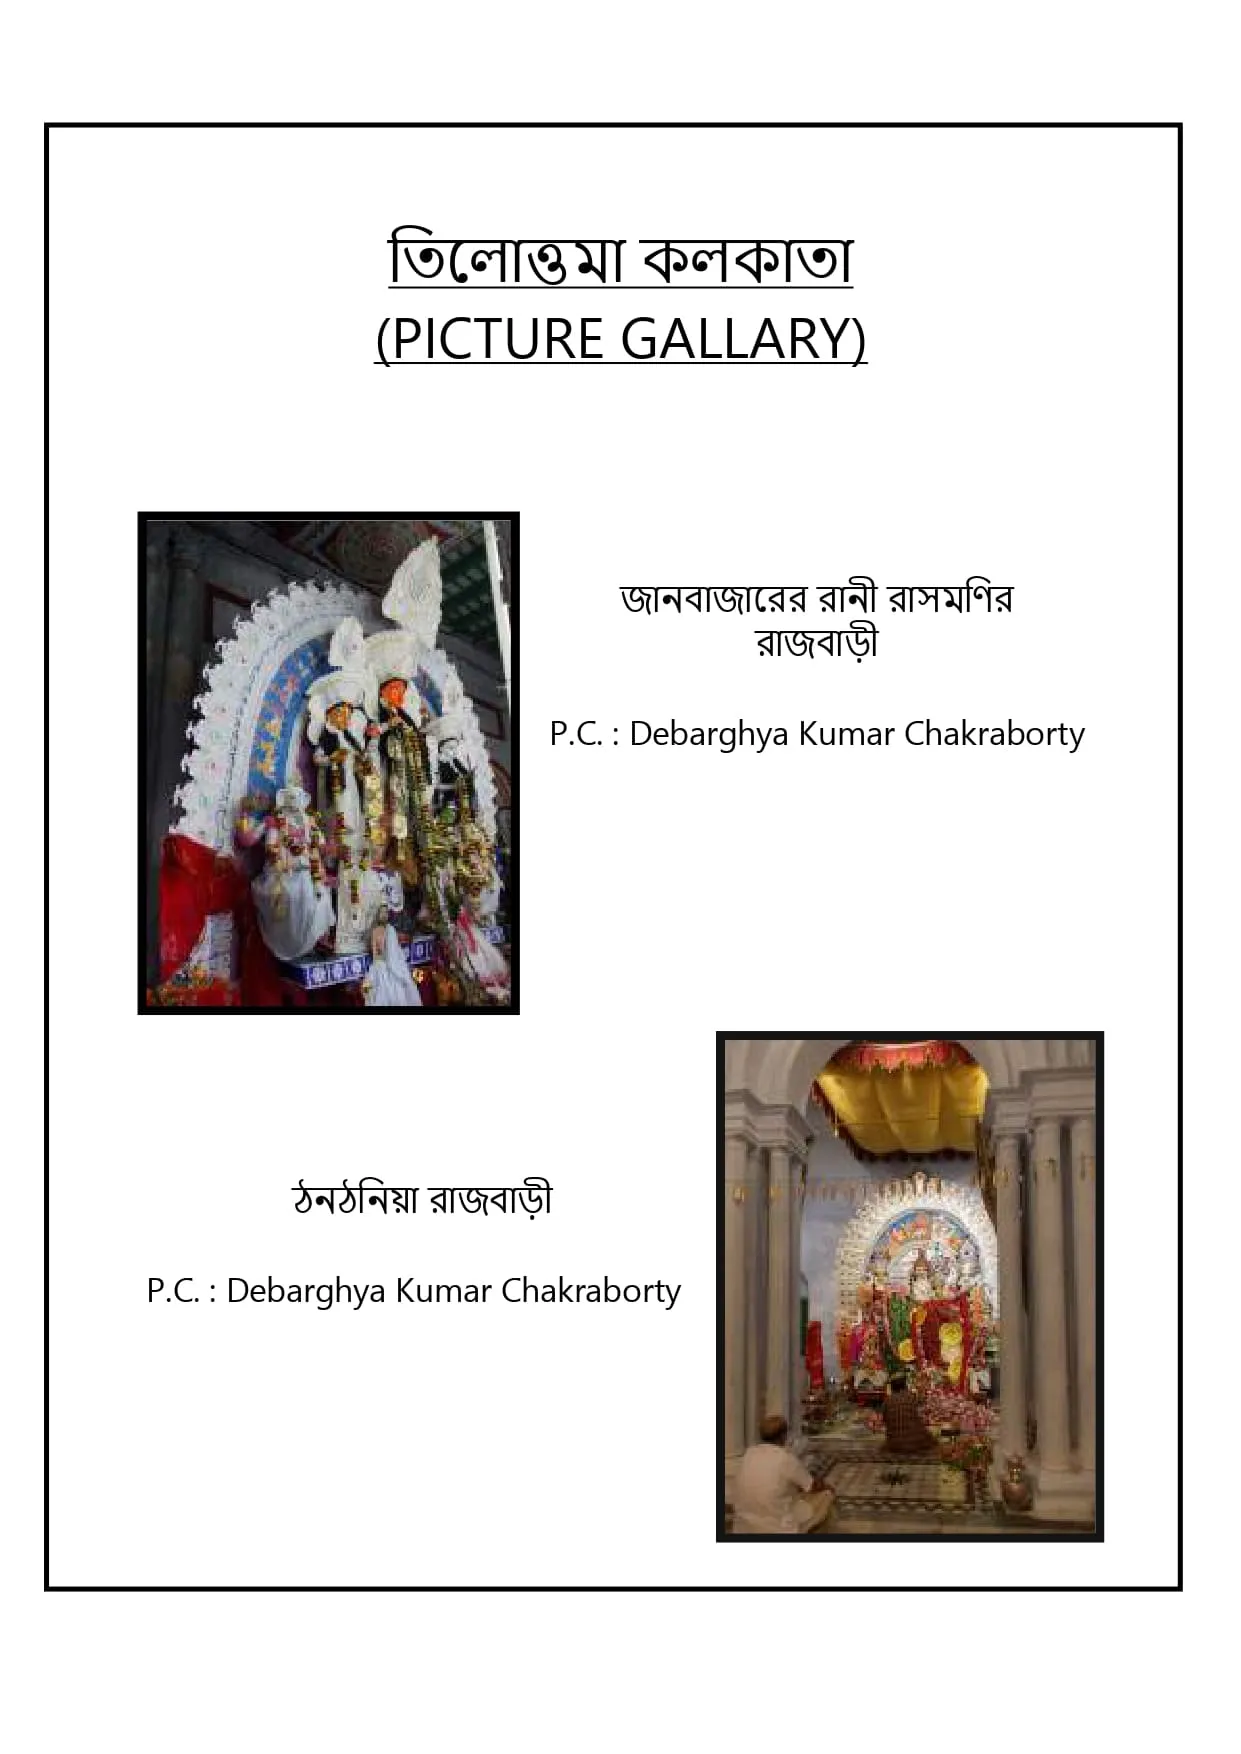 তিলোত্তমা কলকাতা
(PICTURE GALLARY)
জানবাজারের রানী রাসমণির
রাজবাড়ী
P.C. : Debarghya Kumar Chakraborty
ঠনঠনিয়া রাজবাড়ী
P.C. : Debarghya Kumar Chakraborty